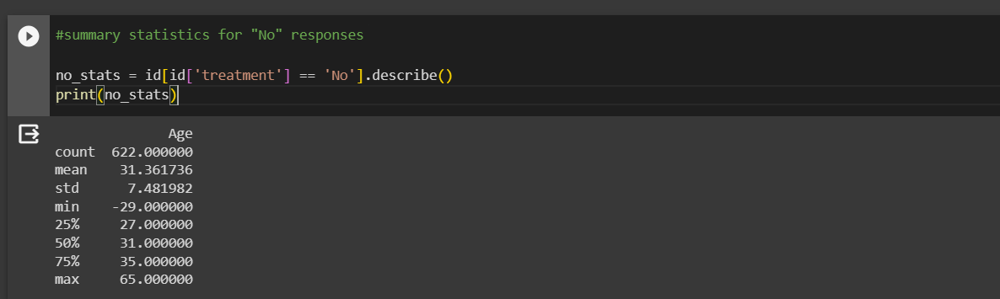 #summary statistics for "No" responses
no_stats = id[id['treatment'] == 'No'].describe()
print(no_stats)
Age
count 622.000000
mean 31.361736
std 7.481982
min -29.000000
25% 27.000000
50% 31.000000
75% 35.000000
max 65.000000